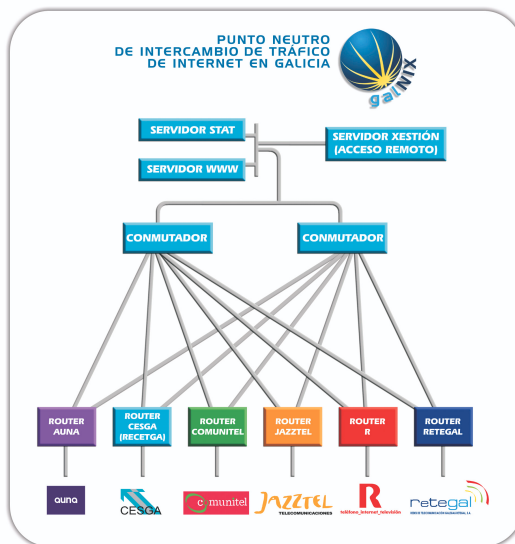 PUNTO NEUTRO
DE INTERCAMBIO DE TRÁFICO
DE INTERNET EN GALICIA
galNIX
SERVIDOR STAT
SERVIDOR XESTIÓN
(ACCESO REMOTO)
SERVIDOR WWW
CONMUTADOR
CONMUTADOR
ROUTER
AUNA
ROUTER
CESGA
(RECETGA)
ROUTER
COMUNITEL
ROUTER
JAZZTEL
ROUTER
R
ROUTER
RETEGAL
auna
CESGA
comunitel
JAZZTEL
TELECOMUNICACIONES
R
teléfono_internet_televisión
retegal